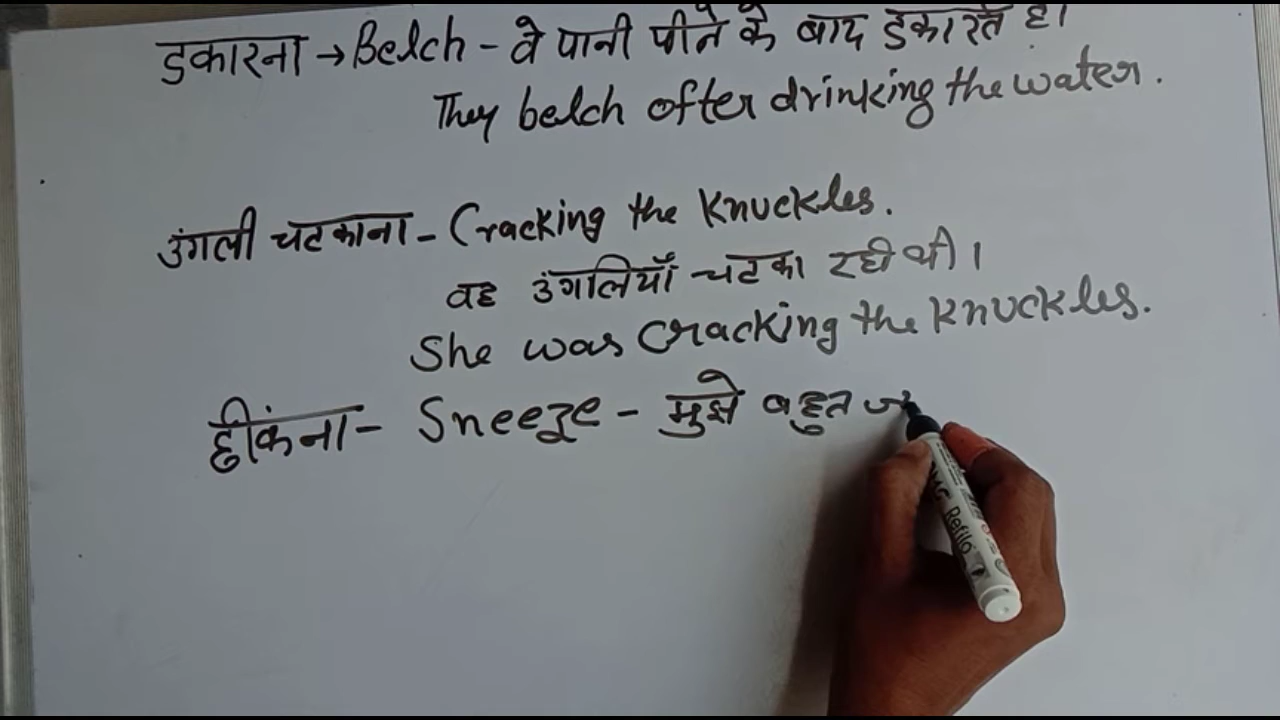 डकारना → Belch - वे पानी पीने के बाद डकारते है।
They belch after drinking the water.
उंगली चटकाना - Cracking the Knuckles.
वह उंगलियाँ चटका रही थी।
She was cracking the knuckles.
छींकना - Sneeze - मुझे बहुत
Refilo